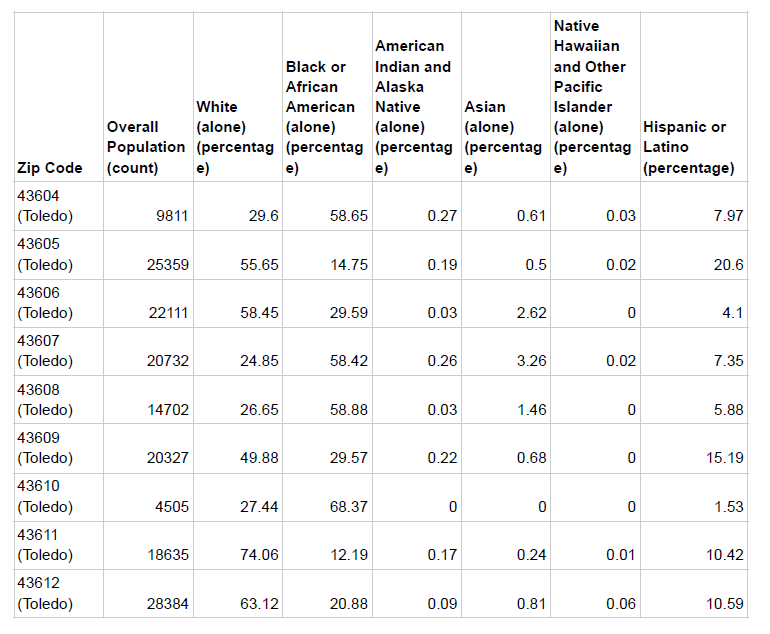 Zip Code
Overall
Population
(count)
White
(alone)
(percentag
e)
Black or
African
American
(alone)
(percentag
e)
American
Indian and
Alaska
Native
(alone)
(percentag
e)
Asian
(alone)
(percentag
e)
Native
Hawaiian
and Other
Pacific
Islander
(alone)
(percentag
e)
Hispanic or
Latino
(percentage)
43604
(Toledo) 9811 29.6 58.65 0.27 0.61 0.03 7.97
43605
(Toledo) 25359 55.65 14.75 0.19 0.5 0.02 20.6
43606
(Toledo) 22111 58.45 29.59 0.03 2.62 0 4.1
43607
(Toledo) 20732 24.85 58.42 0.26 3.26 0.02 7.35
43608
(Toledo) 14702 26.65 58.88 0.03 1.46 0 5.88
43609
(Toledo) 20327 49.88 29.57 0.22 0.68 0 15.19
43610
(Toledo) 4505 27.44 68.37 0 0 0 1.53
43611
(Toledo) 18635 74.06 12.19 0.17 0.24 0.01 10.42
43612
(Toledo) 28384 63.12 20.88 0.09 0.81 0.06 10.59